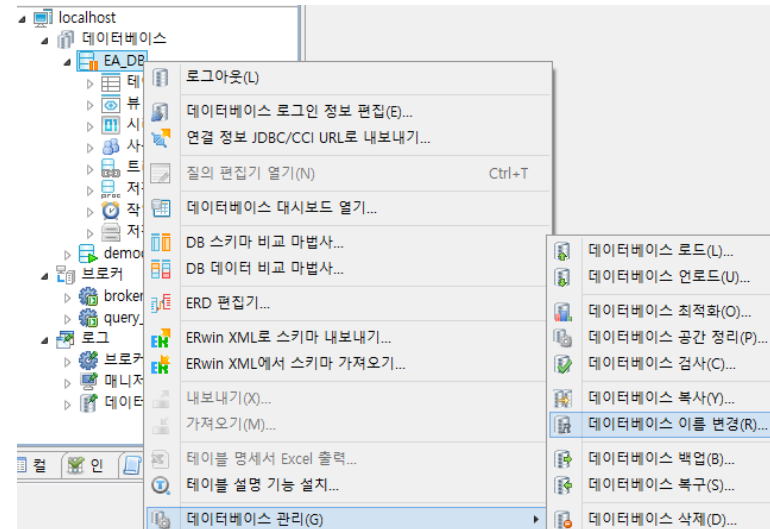 localhost
데이터베이스
EA_DB
뷰
demo
브로커
broker
query_
로그
브로커
매니저
데이터
컬
인
로그아웃(L)
데이터베이스 로그인 정보 편집(E)...
연결 정보 JDBC/CCI URL로 내보내기...
질의 편집기 열기(N) Ctrl+T
데이터베이스 대시보드 열기...
DB 스키마 비교 마법사...
DB 데이터 비교 마법사...
ERD 편집기...
ERwin XML로 스키마 내보내기...
ERwin XML에서 스키마 가져오기...
내보내기(X)...
가져오기(M)...
테이블 명세서 Excel 출력...
테이블 설명 기능 설치...
데이터베이스 관리(G)
데이터베이스 로드(L)...
데이터베이스 언로드(U)...
데이터베이스 최적화(O)...
데이터베이스 공간 정리(P)...
데이터베이스 검사(C)...
데이터베이스 복사(Y)...
데이터베이스 이름 변경(R)...
데이터베이스 백업(B)...
데이터베이스 복구(S)...
데이터베이스 삭제(D)...